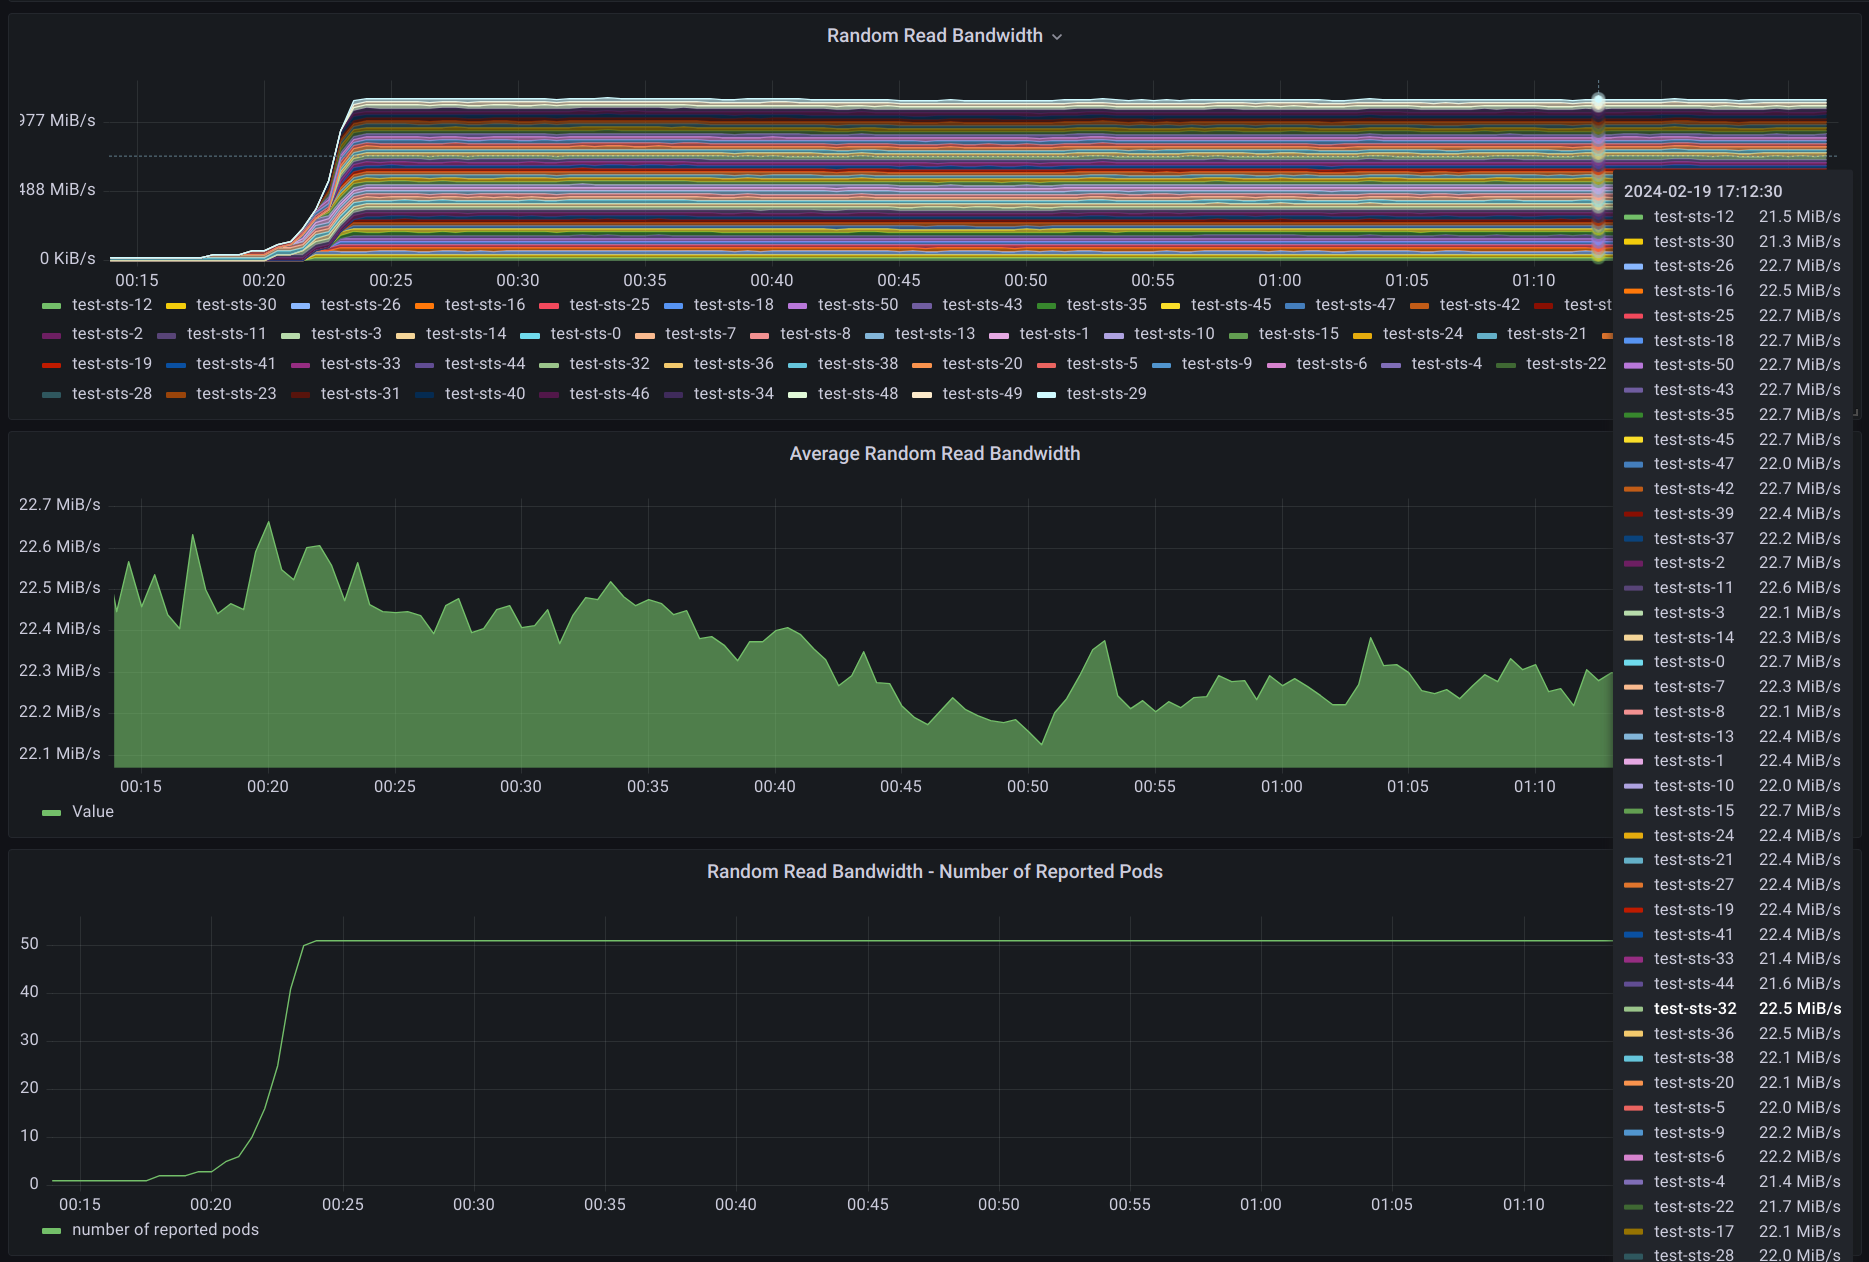 Random Read Bandwidth
977 MiB/s
488 MiB/s
0 KiB/s
00:15 00:20 00:25 00:30 00:35 00:40 00:45 00:50 00:55 01:00 01:05 01:10
test-sts-12 test-sts-30 test-sts-26 test-sts-16 test-sts-25 test-sts-18 test-sts-50 test-sts-43 test-sts-35 test-sts-45 test-sts-47 test-sts-42 test-st
test-sts-2 test-sts-11 test-sts-3 test-sts-14 test-sts-0 test-sts-7 test-sts-8 test-sts-13 test-sts-1 test-sts-10 test-sts-15 test-sts-24 test-sts-21
test-sts-19 test-sts-41 test-sts-33 test-sts-44 test-sts-32 test-sts-36 test-sts-38 test-sts-20 test-sts-5 test-sts-9 test-sts-6 test-sts-4 test-sts-22
test-sts-28 test-sts-23 test-sts-31 test-sts-40 test-sts-46 test-sts-34 test-sts-48 test-sts-49 test-sts-29
Average Random Read Bandwidth
22.7 MiB/s
22.6 MiB/s
22.5 MiB/s
22.4 MiB/s
22.3 MiB/s
22.2 MiB/s
22.1 MiB/s
00:15 00:20 00:25 00:30 00:35 00:40 00:45 00:50 00:55 01:00 01:05 01:10
Value
Random Read Bandwidth - Number of Reported Pods
50
40
30
20
10
0
00:15 00:20 00:25 00:30 00:35 00:40 00:45 00:50 00:55 01:00 01:05 01:10
number of reported pods
2024-02-19 17:12:30
test-sts-12 21.5 MiB/s
test-sts-30 21.3 MiB/s
test-sts-26 22.7 MiB/s
test-sts-16 22.5 MiB/s
test-sts-25 22.7 MiB/s
test-sts-18 22.7 MiB/s
test-sts-50 22.7 MiB/s
test-sts-43 22.7 MiB/s
test-sts-35 22.7 MiB/s
test-sts-45 22.7 MiB/s
test-sts-47 22.0 MiB/s
test-sts-42 22.7 MiB/s
test-sts-39 22.4 MiB/s
test-sts-37 22.2 MiB/s
test-sts-2 22.7 MiB/s
test-sts-11 22.6 MiB/s
test-sts-3 22.1 MiB/s
test-sts-14 22.3 MiB/s
test-sts-0 22.7 MiB/s
test-sts-7 22.3 MiB/s
test-sts-8 22.1 MiB/s
test-sts-13 22.4 MiB/s
test-sts-1 22.4 MiB/s
test-sts-10 22.0 MiB/s
test-sts-15 22.7 MiB/s
test-sts-24 22.4 MiB/s
test-sts-21 22.4 MiB/s
test-sts-27 22.4 MiB/s
test-sts-19 22.4 MiB/s
test-sts-41 22.4 MiB/s
test-sts-33 21.4 MiB/s
test-sts-44 21.6 MiB/s
test-sts-32 22.5 MiB/s
test-sts-36 22.5 MiB/s
test-sts-38 22.1 MiB/s
test-sts-20 22.1 MiB/s
test-sts-5 22.0 MiB/s
test-sts-9 22.2 MiB/s
test-sts-6 22.2 MiB/s
test-sts-4 21.4 MiB/s
test-sts-22 21.7 MiB/s
test-sts-17 22.1 MiB/s
test-sts-28 22.0 MiB/s